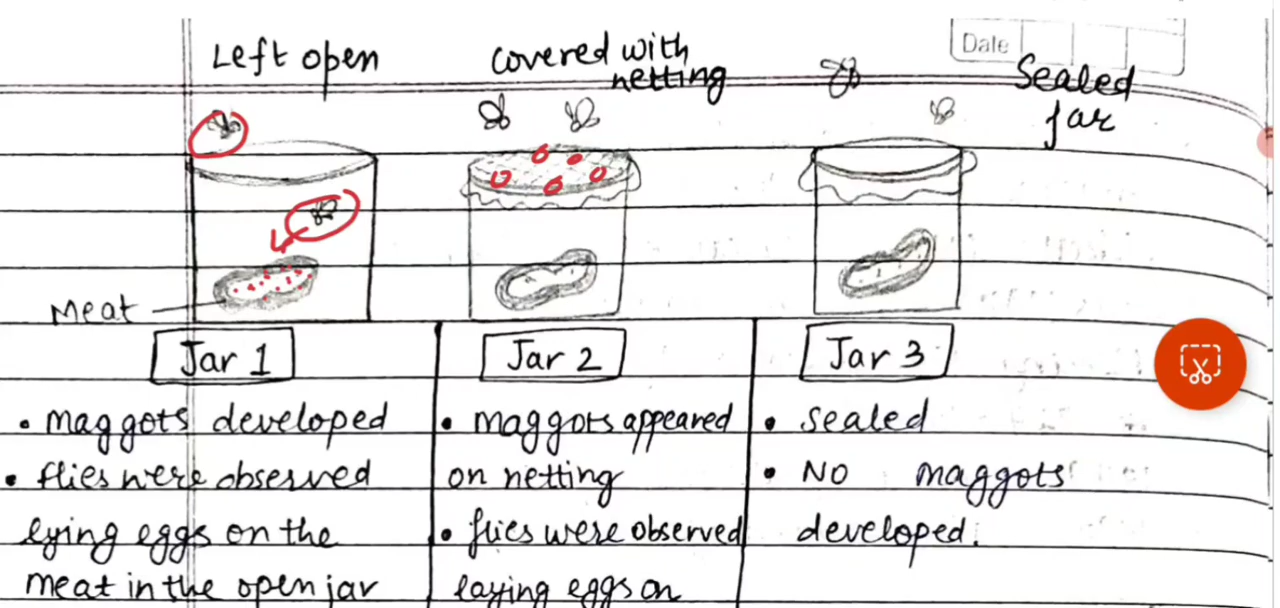 Date
Left open
covered with
netting
Sealed
Jar
Meat
Jar 1
Jar 2
Jar 3
• maggots developed
• flies were observed
lying eggs on the
meat in the open jar
• maggots appeared
on netting
• flies were observed
laying eggs on
• Sealed
• NO maggots
developed.